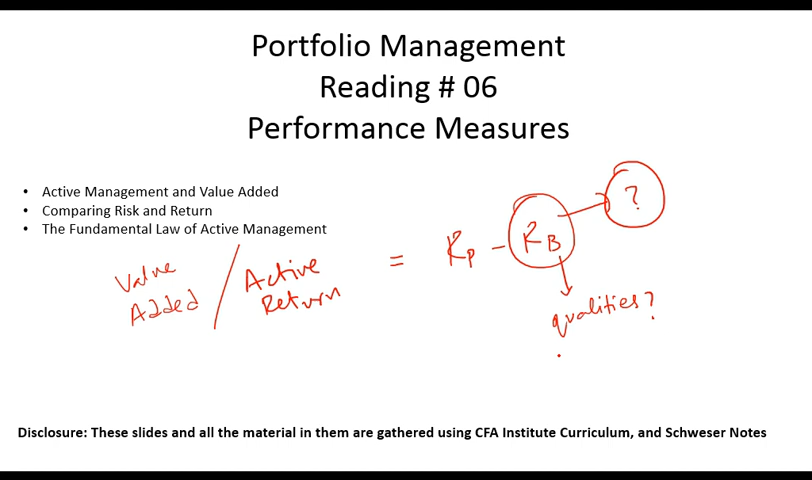 Portfolio Management
Reading # 06
Performance Measures
• Active Management and Value Added
• Comparing Risk and Return
• The Fundamental Law of Active Management
Value Added / Active Return = RP - RB → ?
qualities?
Disclosure: These slides and all the material in them are gathered using CFA Institute Curriculum, and Schweser Notes